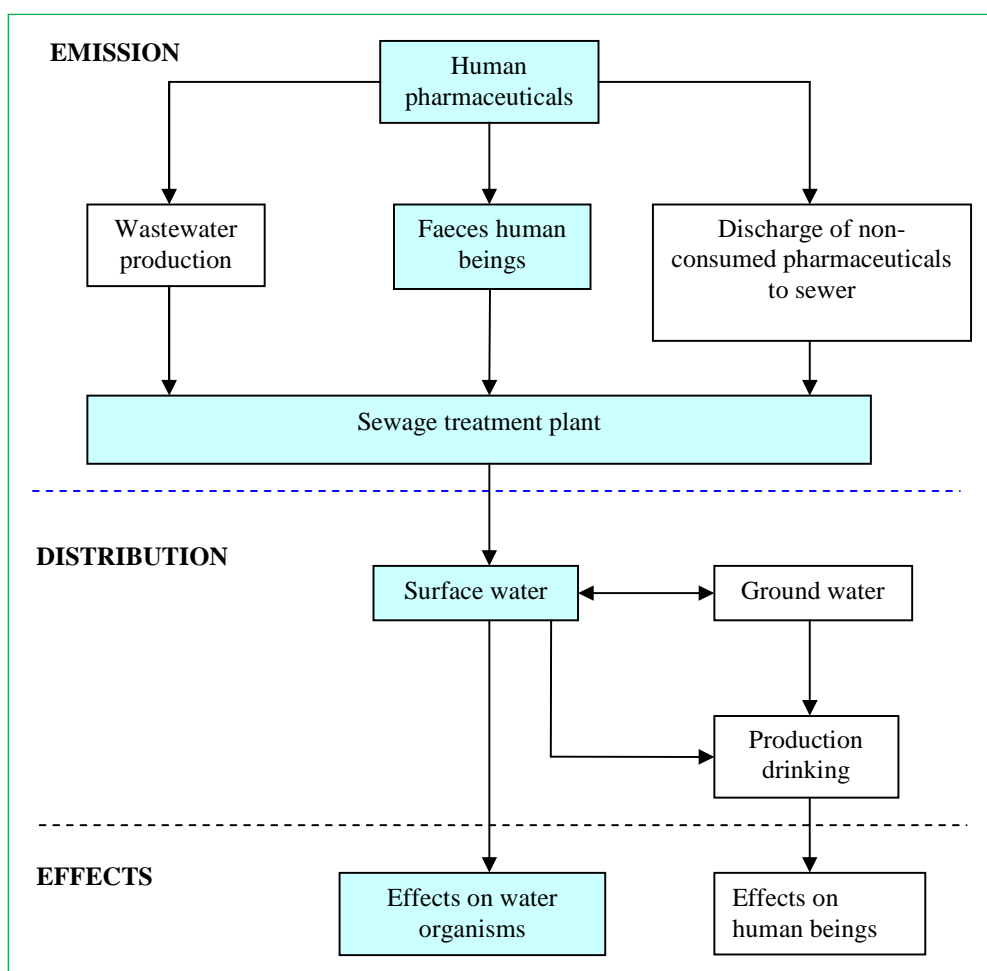 EMISSION
Human
pharmaceuticals
Wastewater
production
Faeces human
beings
Discharge of non-
consumed pharmaceuticals
to sewer
Sewage treatment plant
DISTRIBUTION
Surface water
Ground water
Production
drinking
EFFECTS
Effects on water
organisms
Effects on
human beings